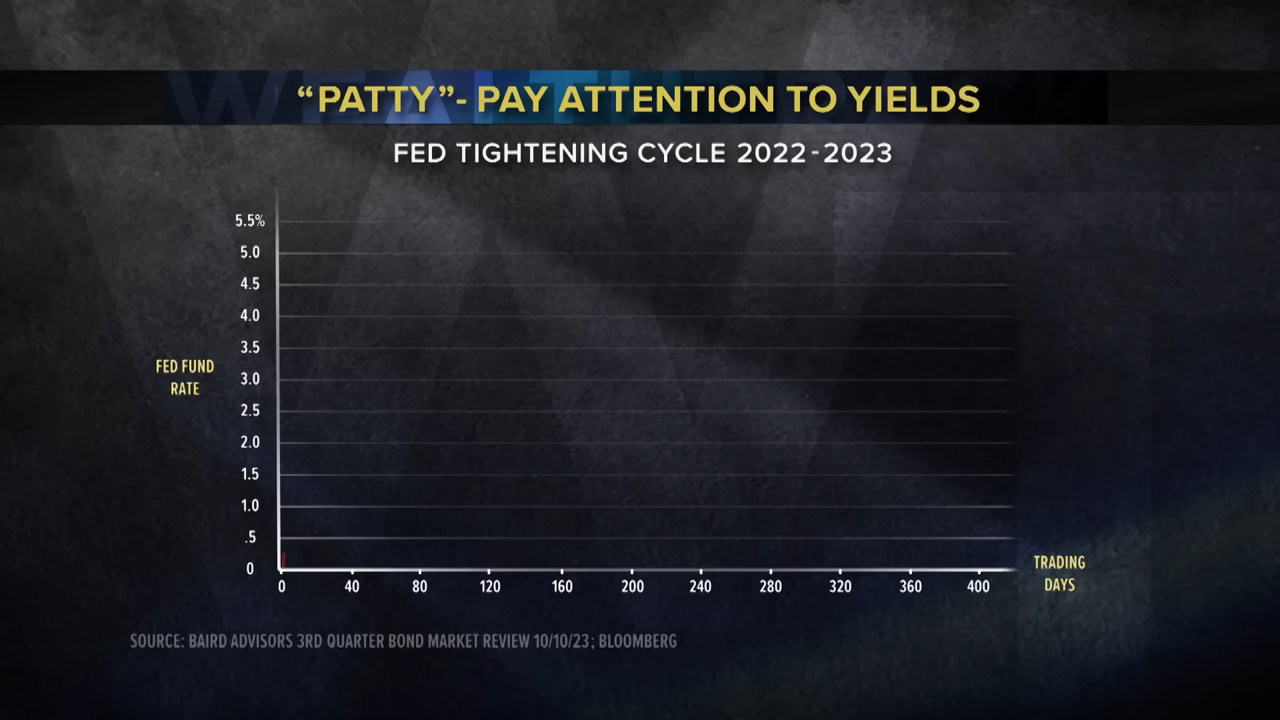 “PATTY”- PAY ATTENTION TO YIELDS
FED TIGHTENING CYCLE 2022-2023
5.5%
5.0
4.5
4.0
3.5
FED FUND
RATE
3.0
2.5
2.0
1.5
1.0
.5
0
TRADING
DAYS
0 40 80 120 160 200 240 280 320 360 400
SOURCE: BAIRD ADVISORS 3RD QUARTER BOND MARKET REVIEW 10/10/23; BLOOMBERG